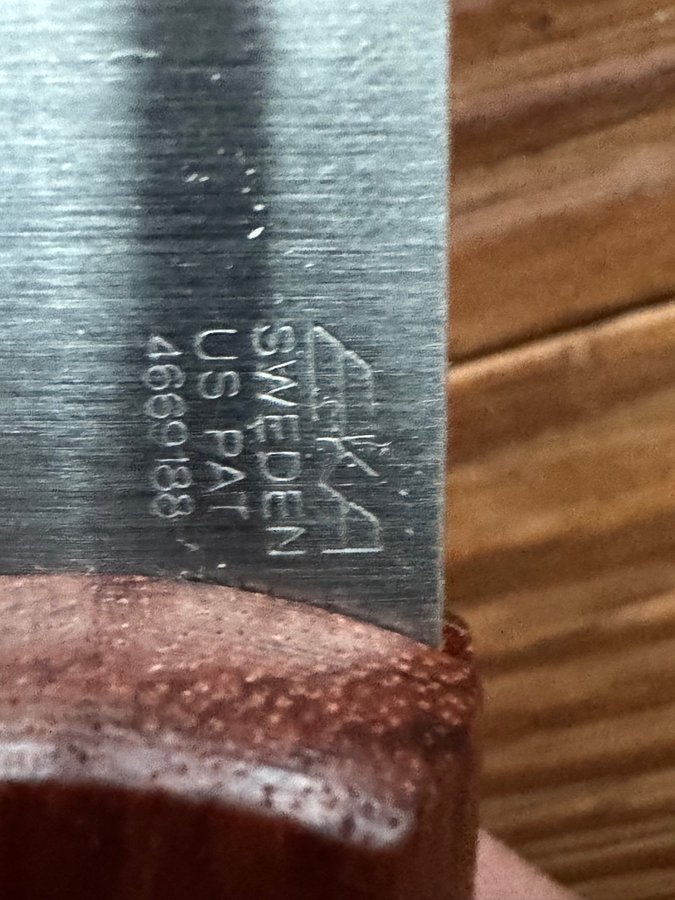 EKA
SWEDEN
US PAT
4669188